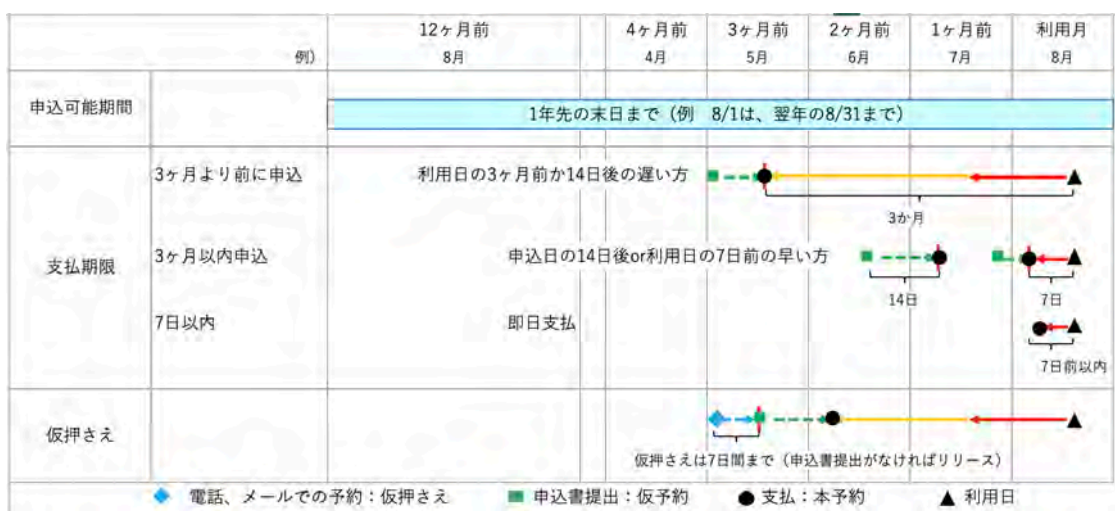 12ヶ月前 4ヶ月前 3ヶ月前 2ヶ月前 1ヶ月前 利用月
例） 8月 4月 5月 6月 7月 8月
申込可能期間 1年先の末日まで（例　8/1は、翌年の8/31まで）
3ヶ月より前に申込 利用日の3ヶ月前か14日後の遅い方
3か月
支払期限 3ヶ月以内申込 申込日の14日後or利用日の7日前の早い方
14日 7日
7日以内 即日支払
7日前以内
仮押さえ
仮押さえは7日間まで（申込書提出がなければリリース）
電話、メールでの予約：仮押さえ 申込書提出：仮予約 支払：本予約 利用日